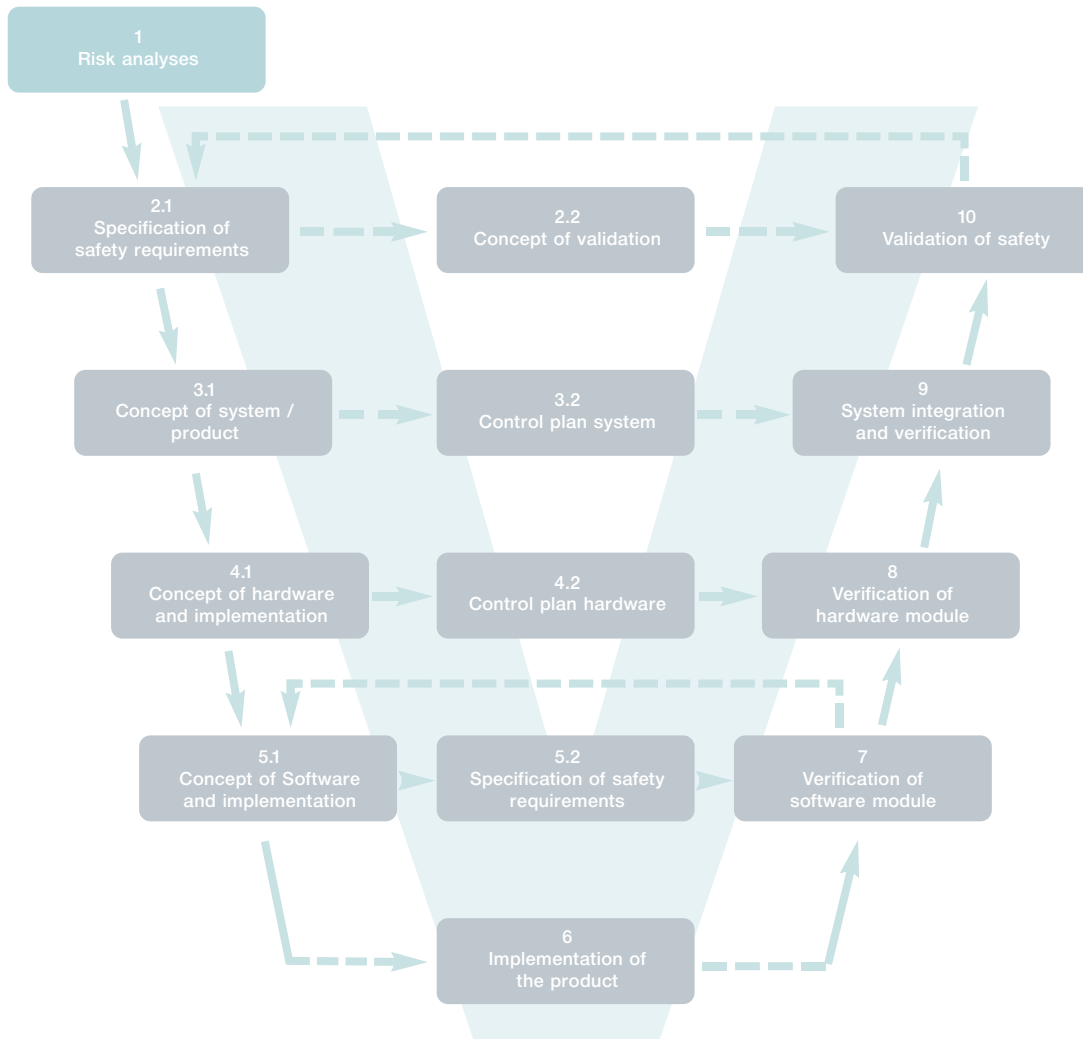 1
Risk analyses
2.1
Specification of
safety requirements
2.2
Concept of validation
10
Validation of safety
3.1
Concept of system /
product
3.2
Control plan system
9
System integration
and verification
4.1
Concept of hardware
and implementation
4.2
Control plan hardware
8
Verification of
hardware module
5.1
Concept of Software
and implementation
5.2
Specification of safety
requirements
7
Verification of
software module
6
Implementation of
the product